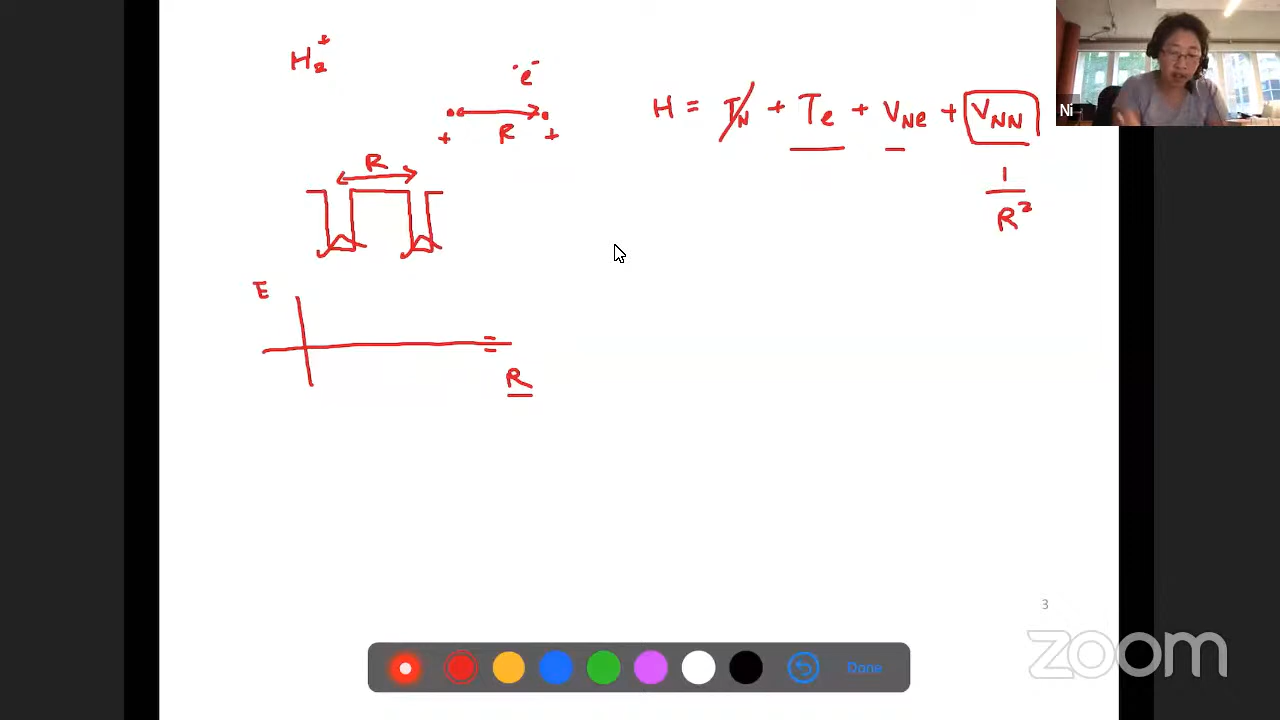 H₂⁺
e⁻
+ R +
H = T_N + T_e + V_Ne + V_NN
1
R²
R
E
R
Ni
3
Done
zoom